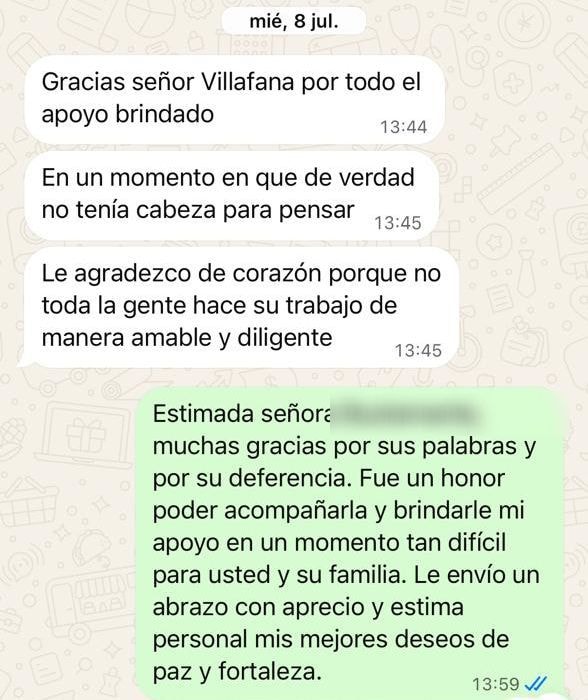 mié, 8 jul.
Gracias señor Villafana por todo el
apoyo brindado
13:44
En un momento en que de verdad
no tenía cabeza para pensar
13:45
Le agradezco de corazón porque no
toda la gente hace su trabajo de
manera amable y diligente
13:45
Estimada señora
muchas gracias por sus palabras y
por su deferencia. Fue un honor
poder acompañarla y brindarle mi
apoyo en un momento tan difícil
para usted y su familia. Le envío un
abrazo con aprecio y estima
personal mis mejores deseos de
paz y fortaleza.
13:59